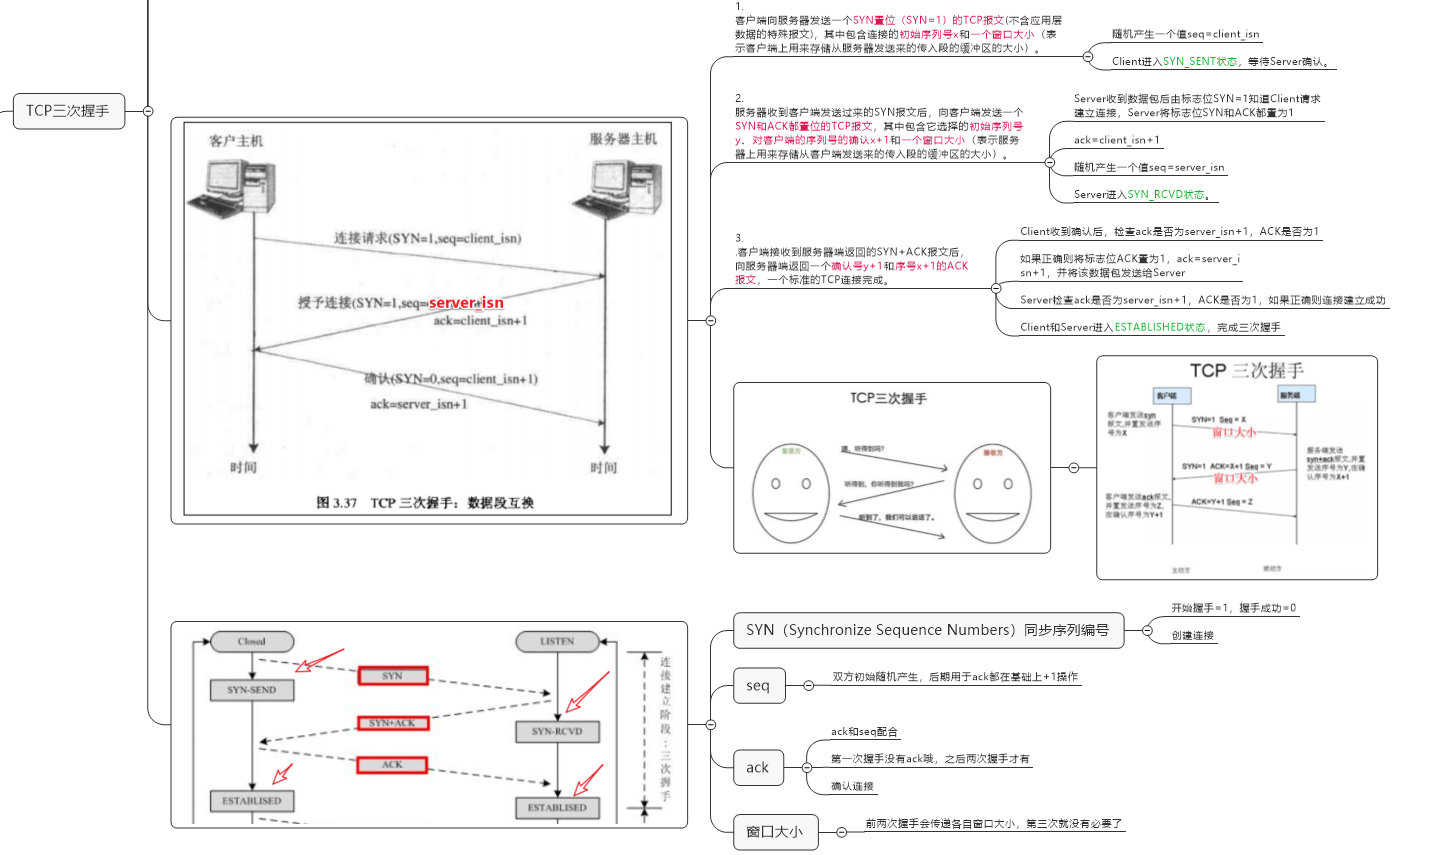 TCP三次握手
客户主机
服务器主机
连接请求(SYN=1,seq=client_isn)
授予连接(SYN=1,seq=server_isn
ack=client_isn+1
确认(SYN=0,seq=client_isn+1)
ack=server_isn+1
时间
时间
图 3.37 TCP 三次握手：数据段互换
1.
客户端向服务器发送一个SYN置位（SYN=1）的TCP报文(不含应用层
数据的特殊报文)，其中包含连接的初始序列号x和一个窗口大小（表
示客户端上用来存储从服务器发送来的传入段的缓冲区的大小）。
随机产生一个值seq=client_isn
Client进入SYN_SENT状态，等待Server确认。
2.
服务器收到客户端发送过来的SYN报文后，向客户端发送一个
SYN和ACK都置位的TCP报文，其中包含它选择的初始序列号
y、对客户端的序列号的确认x+1和一个窗口大小（表示服务
器上用来存储从客户端发送来的传入段的缓冲区的大小）。
Server收到数据包后由标志位SYN=1知道Client请求
建立连接，Server将标志位SYN和ACK都置为1
ack=client_isn+1
随机产生一个值seq=server_isn
Server进入SYN_RCVD状态。
3.
.客户端接收到服务器端返回的SYN+ACK报文后，
向服务器端返回一个确认号y+1和序号x+1的ACK
报文，一个标准的TCP连接完成。
Client收到确认后，检查ack是否为server_isn+1，ACK是否为1
如果正确则将标志位ACK置为1，ack=server_i
sn+1，并将该数据包发送给Server
Server检查ack是否为server_isn+1，ACK是否为1，如果正确则连接建立成功
Client和Server进入ESTABLISHED状态，完成三次握手
TCP三次握手
发送方
接收方
喂，听得到吗？
听得到，你听得到我吗？
听到了，我们可以说话了。
TCP 三次握手
客户端
服务端
客户端发送syn
报文,并置发送序
号为X
SYN=1 Seq = X
窗口大小
服务端发送
syn+ack报文,并置
发送序号为Y,在确
认序号为X+1
SYN=1 ACK=X+1 Seq = Y
窗口大小
客户端发送ack报文,
并置发送序号为Z,
在确认序号为Y+1
ACK=Y+1 Seq = Z
主动方
被动方
Closed
LISTEN
SYN
SYN-SEND
SYN+ACK
SYN-RCVD
ACK
ESTABLISED
ESTABLISED
连接建立阶段：三次握手
SYN（Synchronize Sequence Numbers）同步序列编号
开始握手=1，握手成功=0
创建连接
seq
双方初始随机产生，后期用于ack都在基础上+1操作
ack
ack和seq配合
第一次握手没有ack哦，之后两次握手才有
确认连接
窗口大小
前两次握手会传递各自窗口大小，第三次就没有必要了